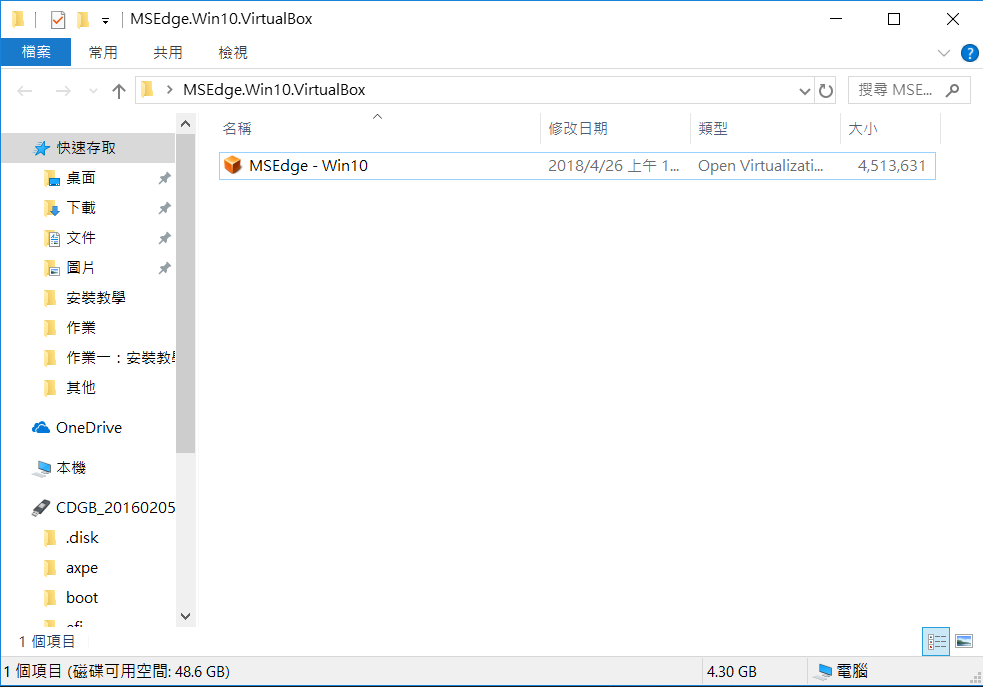 MSEdge.Win10.VirtualBox
檔案 常用 共用 檢視
MSEdge.Win10.VirtualBox 搜尋 MSE...
名稱 修改日期 類型 大小
MSEdge - Win10 2018/4/26 上午 1... Open Virtualizati... 4,513,631
快速存取
桌面
下載
文件
圖片
安裝教學
作業
作業一：安裝教
其他
OneDrive
本機
CDGB_20160205
.disk
axpe
boot
1 個項目
1 個項目 (磁碟可用空間: 48.6 GB) 4.30 GB 電腦